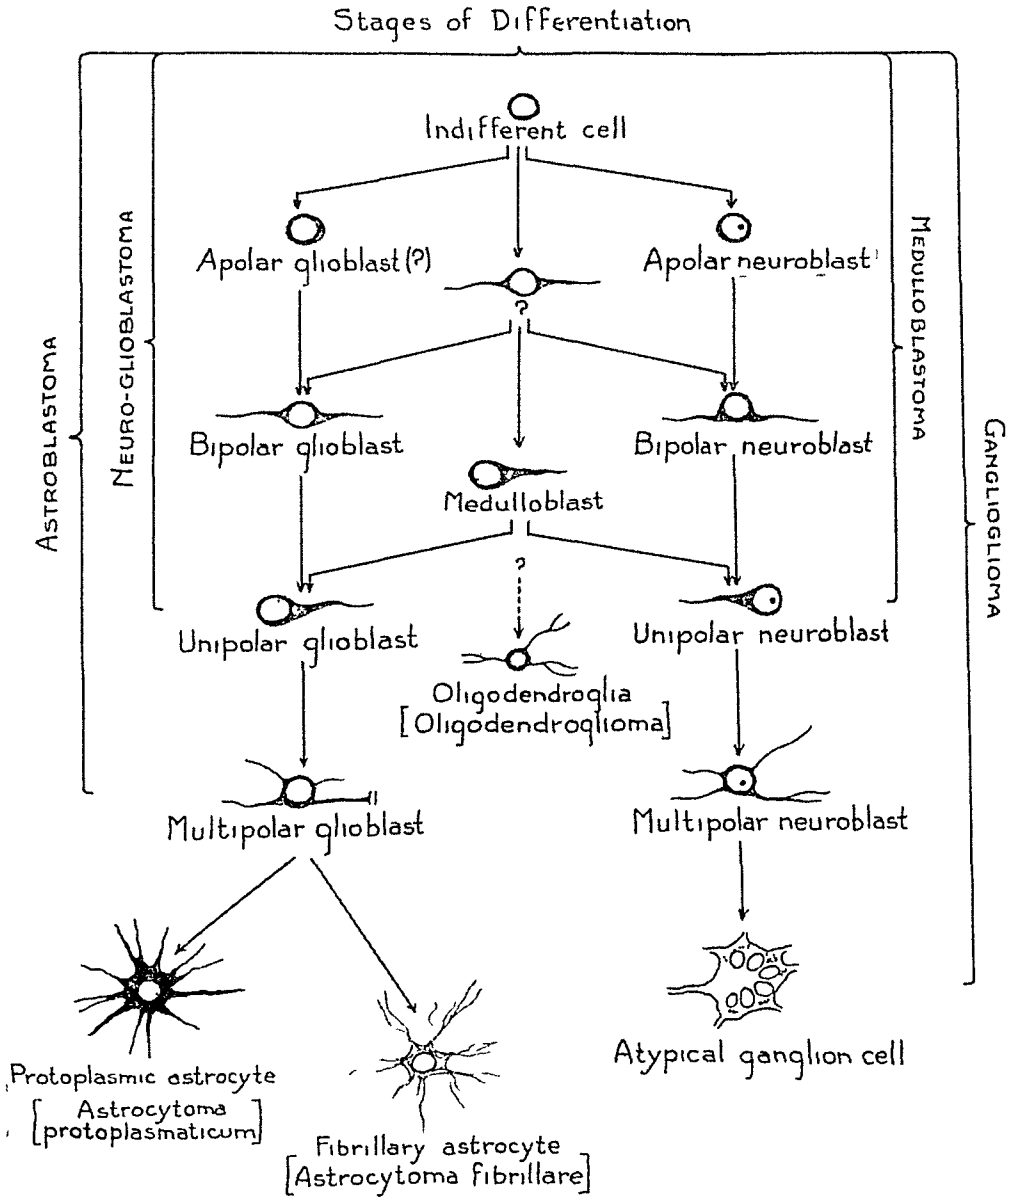 Stages of Differentiation
Indifferent cell
Apolar glioblast (?)
Apolar neuroblast
?
NEURO-GLIOBLASTOMA
MEDULLOBLASTOMA
ASTROBLASTOMA
GANGLIOGLIOMA
Bipolar glioblast
Bipolar neuroblast
Medulloblast
?
Unipolar glioblast
Unipolar neuroblast
Oligodendroglia
[Oligodendroglioma]
Multipolar glioblast
Multipolar neuroblast
Atypical ganglion cell
Protoplasmic astrocyte
[Astrocytoma
protoplasmaticum]
Fibrillary astrocyte
[Astrocytoma fibrillare]